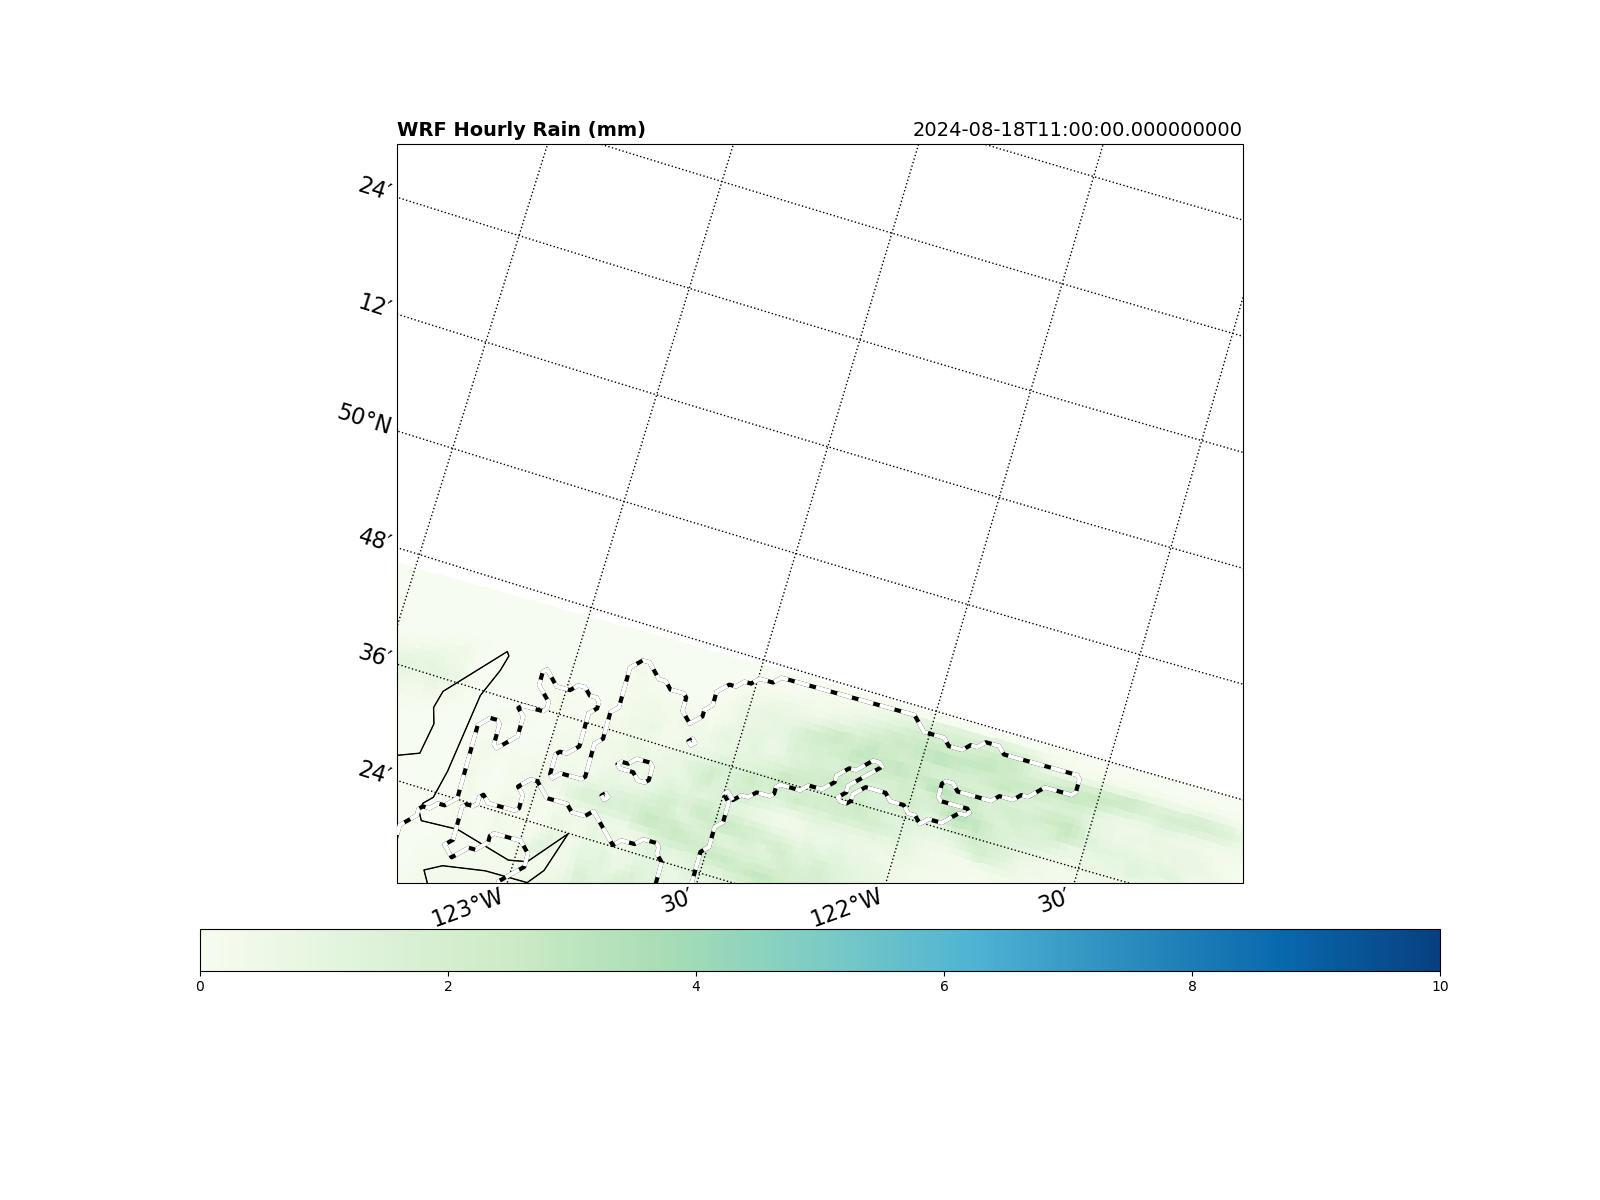 WRF Hourly Rain (mm) 2024-08-18T11:00:00.000000000
24′
12′
50°N
48′
36′
24′
123°W 30′ 122°W 30′
0 2 4 6 8 10